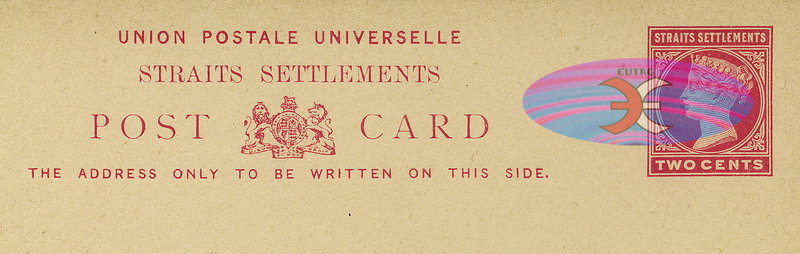 UNION POSTALE UNIVERSELLE
STRAITS SETTLEMENTS
POST CARD
THE ADDRESS ONLY TO BE WRITTEN ON THIS SIDE.
STRAITS SETTLEMENTS
TWO CENTS